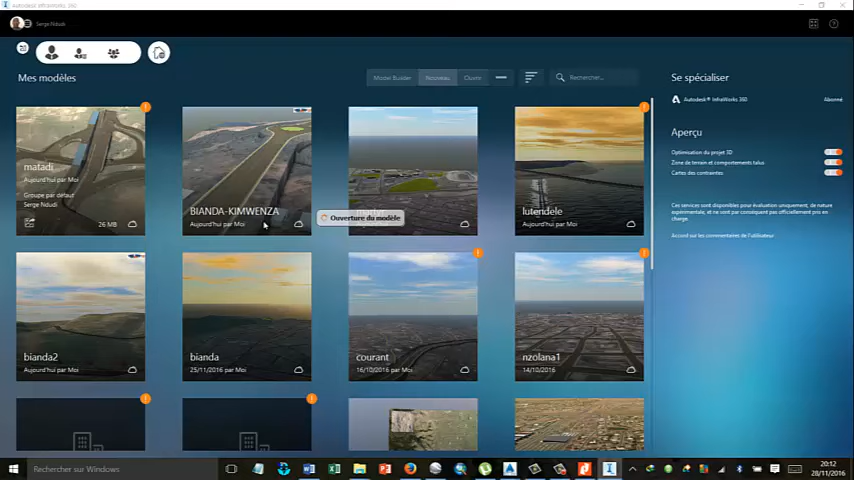 Autodesk InfraWorks 360
Serge Ndudi
Mes modèles
Model Builder
Nouveau
Ouvrir
Rechercher...
Se spécialiser
Autodesk® InfraWorks 360
Abonné
Aperçu
Optimisation du projet 3D
Zone de terrain et comportements talus
Cartes des contraintes
Ces services sont disponibles pour évaluation uniquement, de nature
expérimentale, et ne sont par conséquent pas officiellement pris en
charge.
Accord sur les commentaires de l'utilisateur
matadi
Aujourd'hui par Moi
Groupe par défaut
Serge Ndudi
26 MB
BIANDA-KIMWENZA
Aujourd'hui par Moi
Ouverture du modèle
lutendele
Aujourd'hui par Moi
bianda2
Aujourd'hui par Moi
bianda
25/11/2016 par Moi
courant
16/10/2016 par Moi
nzolana1
14/10/2016
Rechercher sur Windows
20:12
28/11/2016